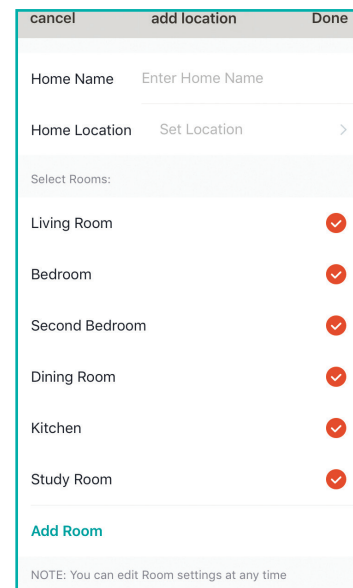 cancel add location Done
Home Name Enter Home Name
Home Location Set Location
Select Rooms:
Living Room
Bedroom
Second Bedroom
Dining Room
Kitchen
Study Room
Add Room
NOTE: You can edit Room settings at any time